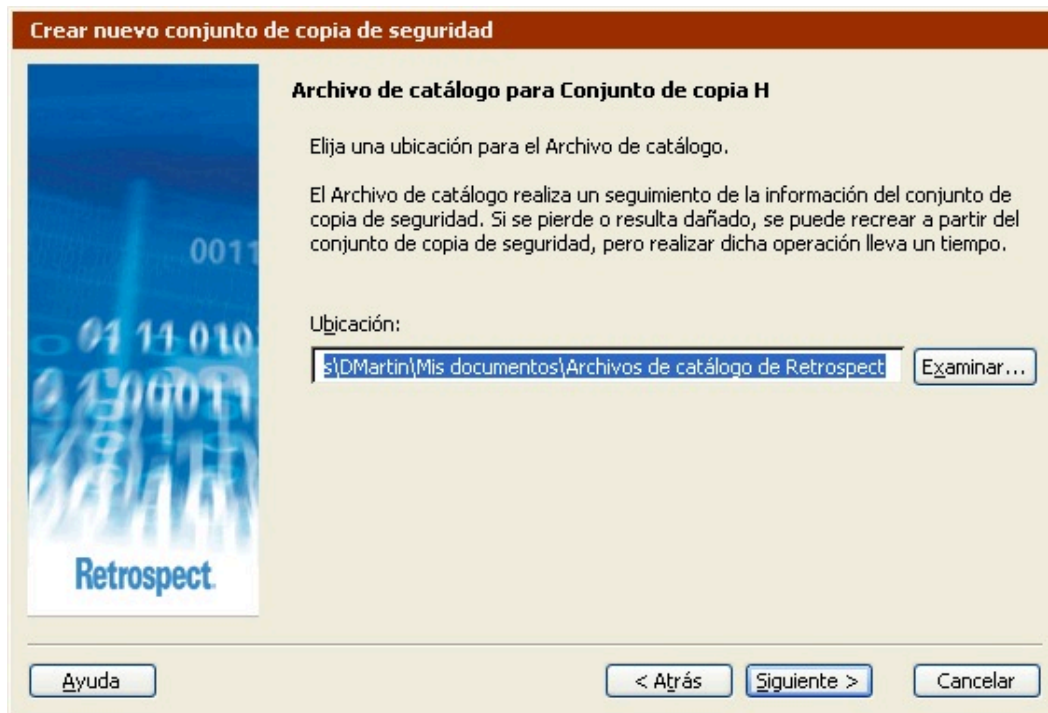 Crear nuevo conjunto de copia de seguridad
Archivo de catálogo para Conjunto de copia H
Elija una ubicación para el Archivo de catálogo.
El Archivo de catálogo realiza un seguimiento de la información del conjunto de
copia de seguridad. Si se pierde o resulta dañado, se puede recrear a partir del
conjunto de copia de seguridad, pero realizar dicha operación lleva un tiempo.
0011
01 11 010
Ubicación:
s\DMartin\Mis documentos\Archivos de catálogo de Retrospect
Examinar...
Retrospect.
Ayuda
< Atrás
Siguiente >
Cancelar